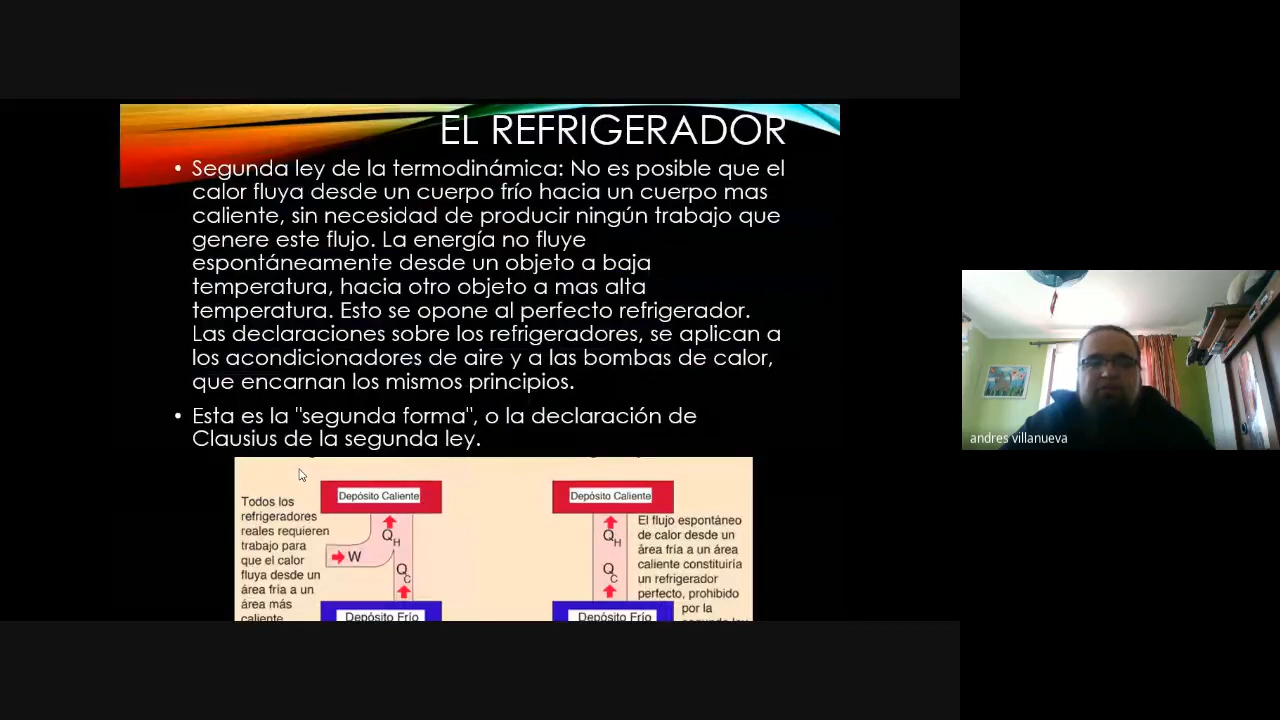 EL REFRIGERADOR
• Segunda ley de la termodinámica: No es posible que el
calor fluya desde un cuerpo frío hacia un cuerpo mas
caliente, sin necesidad de producir ningún trabajo que
genere este flujo. La energía no fluye
espontáneamente desde un objeto a baja
temperatura, hacia otro objeto a mas alta
temperatura. Esto se opone al perfecto refrigerador.
Las declaraciones sobre los refrigeradores, se aplican a
los acondicionadores de aire y a las bombas de calor,
que encarnan los mismos principios.
• Esta es la "segunda forma", o la declaración de
Clausius de la segunda ley.
Todos los
refrigeradores
reales requieren
trabajo para
que el calor
fluya desde un
área fría a un
área más
caliente
Depósito Caliente
QH
W
QC
Depósito Frío
Depósito Caliente
QH
QC
Depósito Frío
El flujo espontáneo
de calor desde un
área fría a un área
caliente constituiría
un refrigerador
perfecto, prohibido
por la
andres villanueva